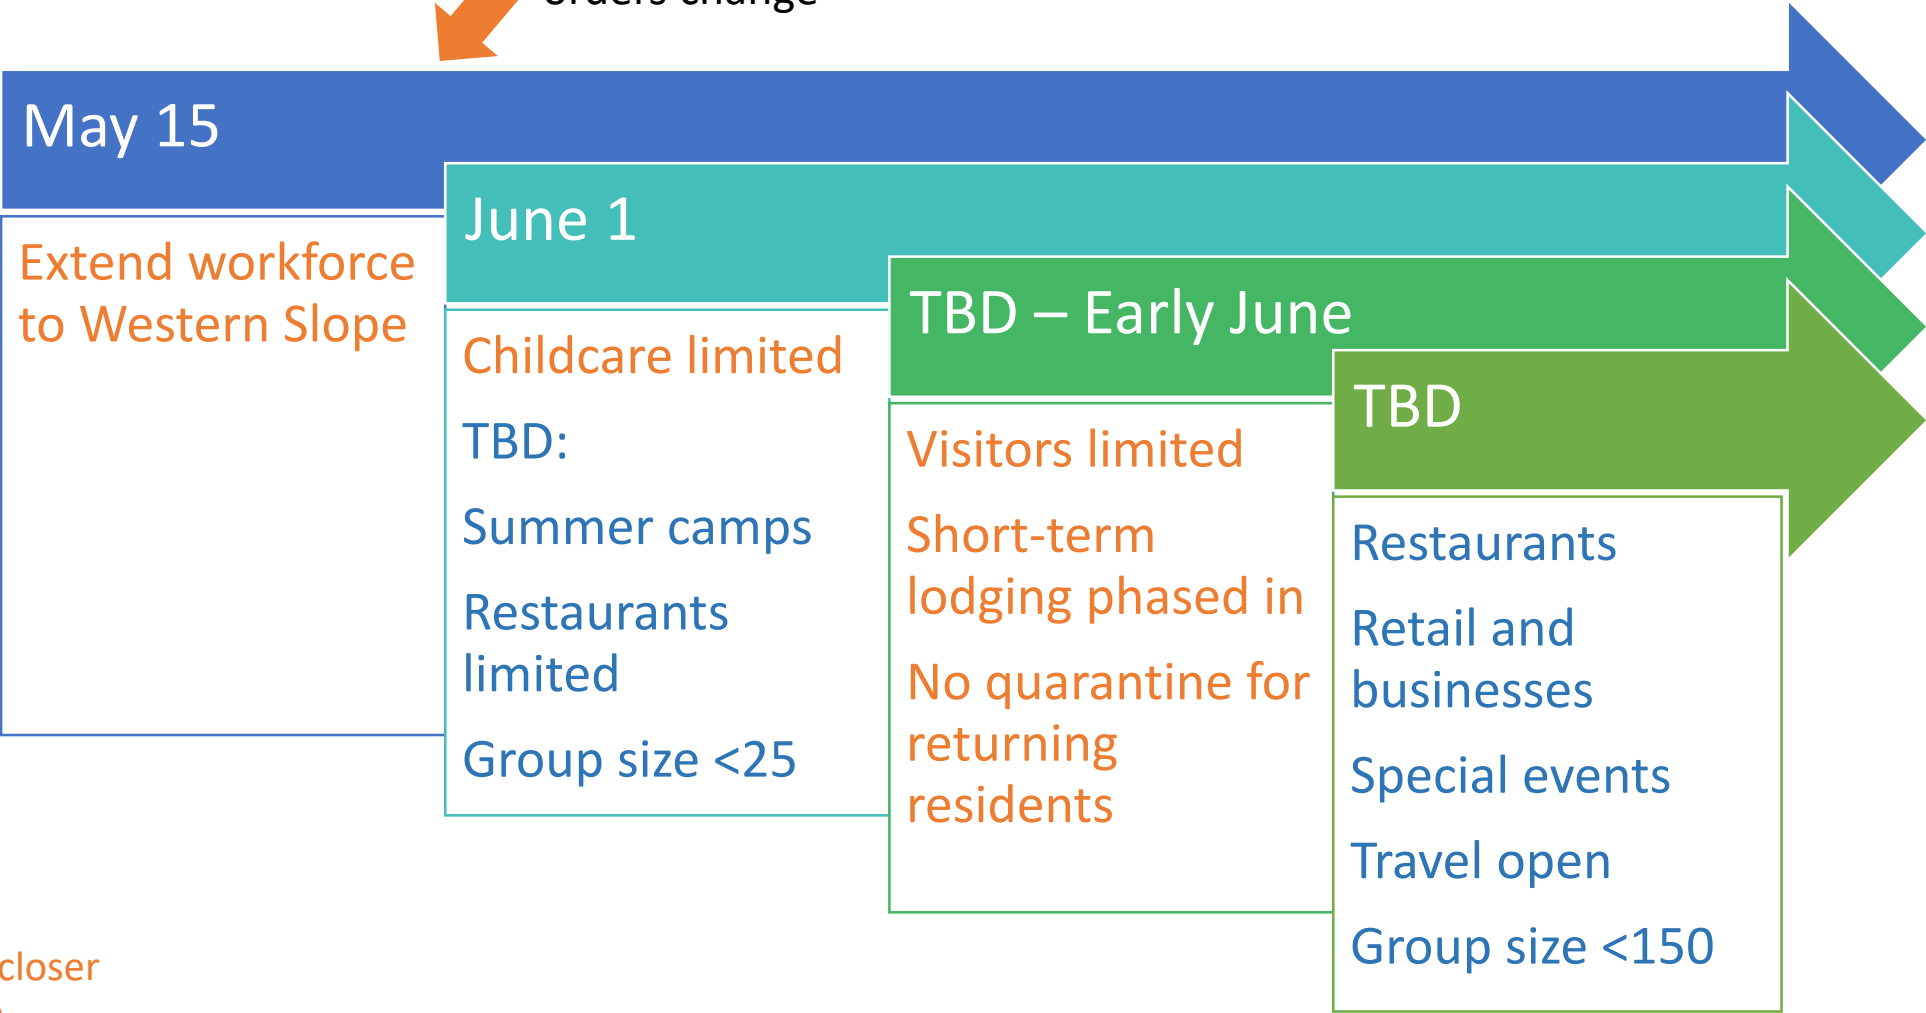 orders change
May 15
Extend workforce
to Western Slope
June 1
Childcare limited
TBD:
Summer camps
Restaurants
limited
Group size <25
TBD – Early June
Visitors limited
Short-term
lodging phased in
No quarantine for
returning
residents
TBD
Restaurants
Retail and
businesses
Special events
Travel open
Group size <150
closer